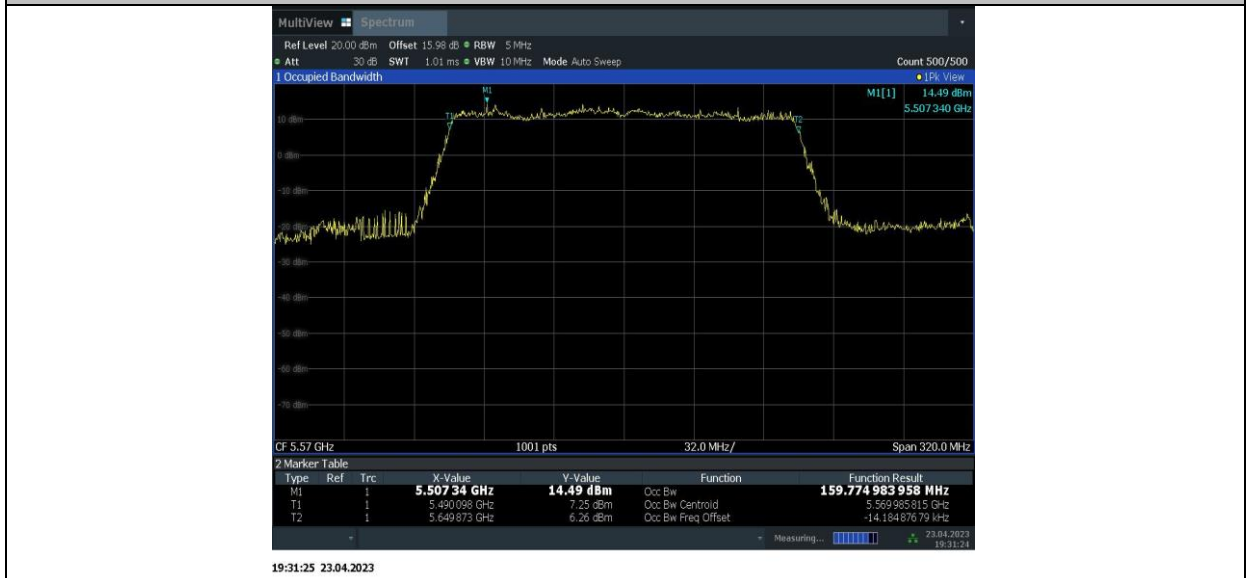 MultiView Spectrum
Ref Level 20.00 dBm Offset 15.98 dB RBW 5 MHz
Att 30 dB SWT 1.01 ms VBW 10 MHz Mode Auto Sweep Count 500/500
1 Occupied Bandwidth 1Pk View
M1 M1[1] 14.49 dBm
5.507 340 GHz
10 dBm T1 T2
0 dBm
-10 dBm
-20 dBm
-30 dBm
-40 dBm
-50 dBm
-60 dBm
-70 dBm
CF 5.57 GHz 1001 pts 32.0 MHz/ Span 320.0 MHz
2 Marker Table
Type Ref Trc X-Value Y-Value Function Function Result
M1 1 5.507 34 GHz 14.49 dBm Occ Bw 159.774 983 958 MHz
T1 1 5.490 098 GHz 7.25 dBm Occ Bw Centroid 5.569 985 815 GHz
T2 1 5.649 873 GHz 6.26 dBm Occ Bw Freq Offset -14.184 876 79 kHz
Measuring... 23.04.2023
19:31:24
19:31:25 23.04.2023